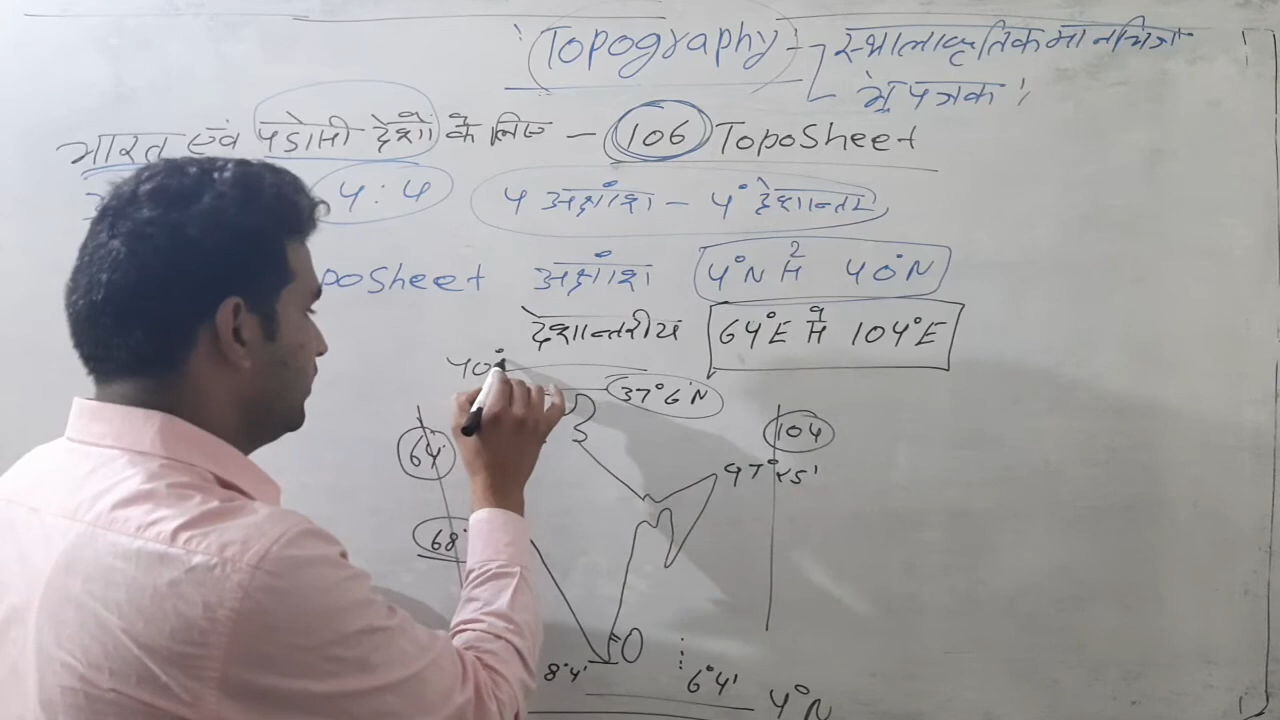 Topography - स्थालाकृतिक मानचित्र
भू पत्रक ।
भारत एवं पडोसी देशों के लिए - 106 TopoSheet
4 : 4 4 अक्षांश - 4° देशान्तर
poSheet अक्षांश 4°N से 40°N
देशान्तरीय 64°E से 104°E
40°
37°6'N
64
104
97°25'
68°
8°4'
6°4'
4°N